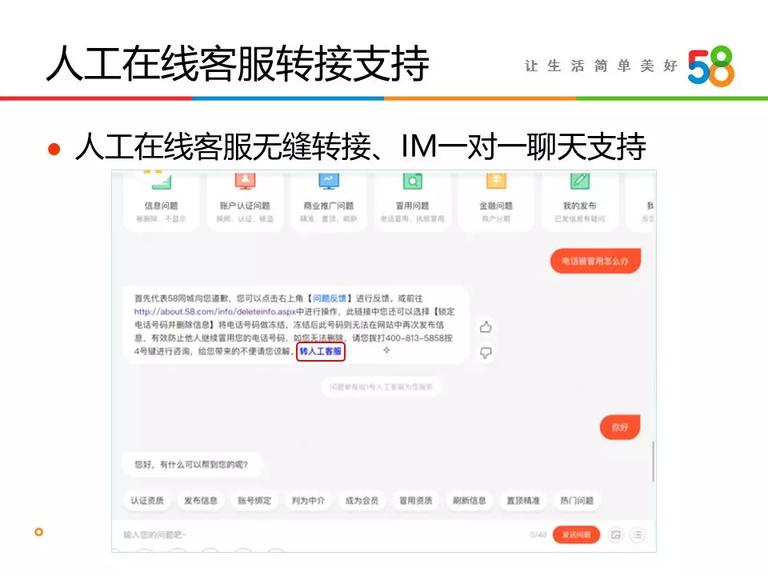 人工在线客服转接支持
让生活简单美好 58
人工在线客服无缝转接、IM一对一聊天支持
信息问题 账户认证问题 商业推广问题 冒用问题 金融问题 我的发布
被删除、不显示 换绑、认证、被盗 精准、置顶、刷新 电话冒用、执照冒用 商户分期 已发信息有疑问
电话被冒用怎么办
首先代表58同城向您道歉，您可以点击右上角【问题反馈】进行反馈。或前往
http://about.58.com/info/deleteinfo.aspx中进行操作，此链接中您还可以选择【锁定
电话号码并删除信息】将电话号码做冻结，冻结后此号码则无法在网站中再次发布信
息，有效防止他人继续冒用您的电话号码。如您无法删除，请您拨打400-813-5858按
4号键进行咨询，给您带来的不便请您谅解。转人工客服
问题举报组1号人工客服为您服务
你好
您好，有什么可以帮到您的呢？
认证资质 发布信息 账号绑定 判为中介 成为会员 冒用资质 刷新信息 置顶精准 热门问题
输入您的问题吧~ 0/40 发送问题